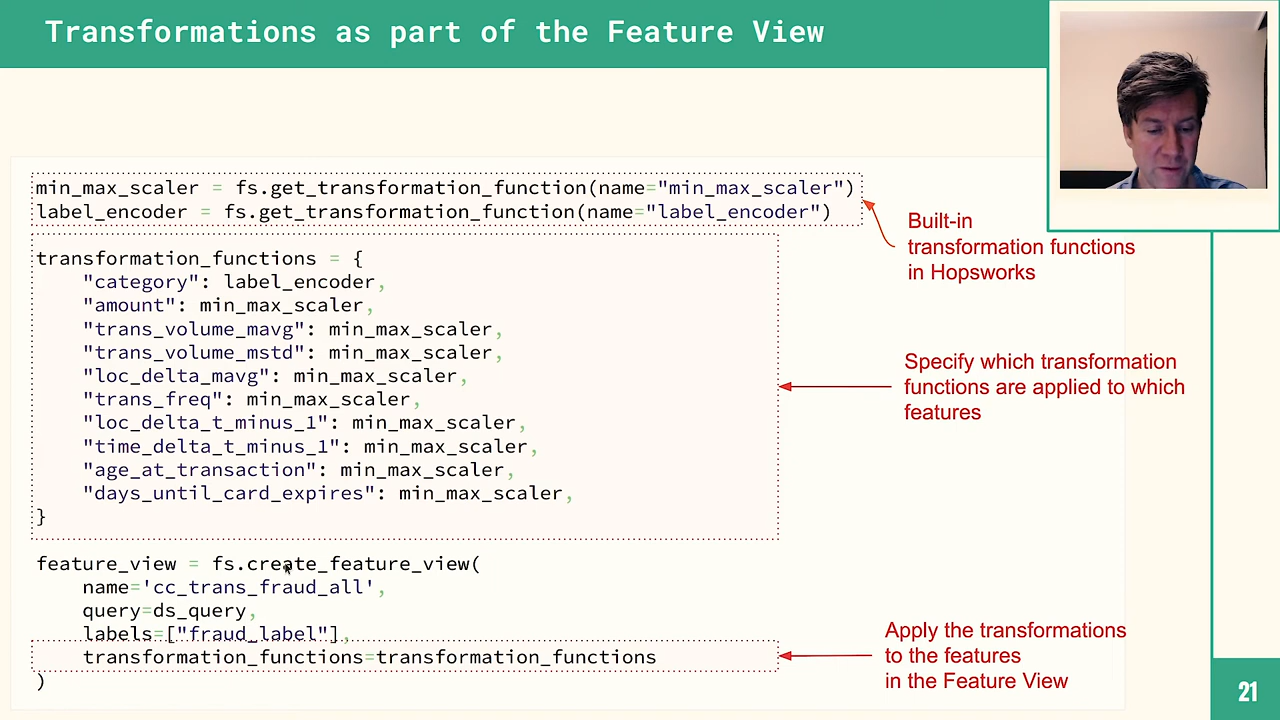 Transformations as part of the Feature View
min_max_scaler = fs.get_transformation_function(name="min_max_scaler")
label_encoder = fs.get_transformation_function(name="label_encoder")
Built-in
transformation functions
in Hopsworks
transformation_functions = {
    "category": label_encoder,
    "amount": min_max_scaler,
    "trans_volume_mavg": min_max_scaler,
    "trans_volume_mstd": min_max_scaler,
    "loc_delta_mavg": min_max_scaler,
    "trans_freq": min_max_scaler,
    "loc_delta_t_minus_1": min_max_scaler,
    "time_delta_t_minus_1": min_max_scaler,
    "age_at_transaction": min_max_scaler,
    "days_until_card_expires": min_max_scaler,
}
Specify which transformation
functions are applied to which
features
feature_view = fs.create_feature_view(
    name='cc_trans_fraud_all',
    query=ds_query,
    labels=["fraud_label"],
    transformation_functions=transformation_functions
)
Apply the transformations
to the features
in the Feature View
21